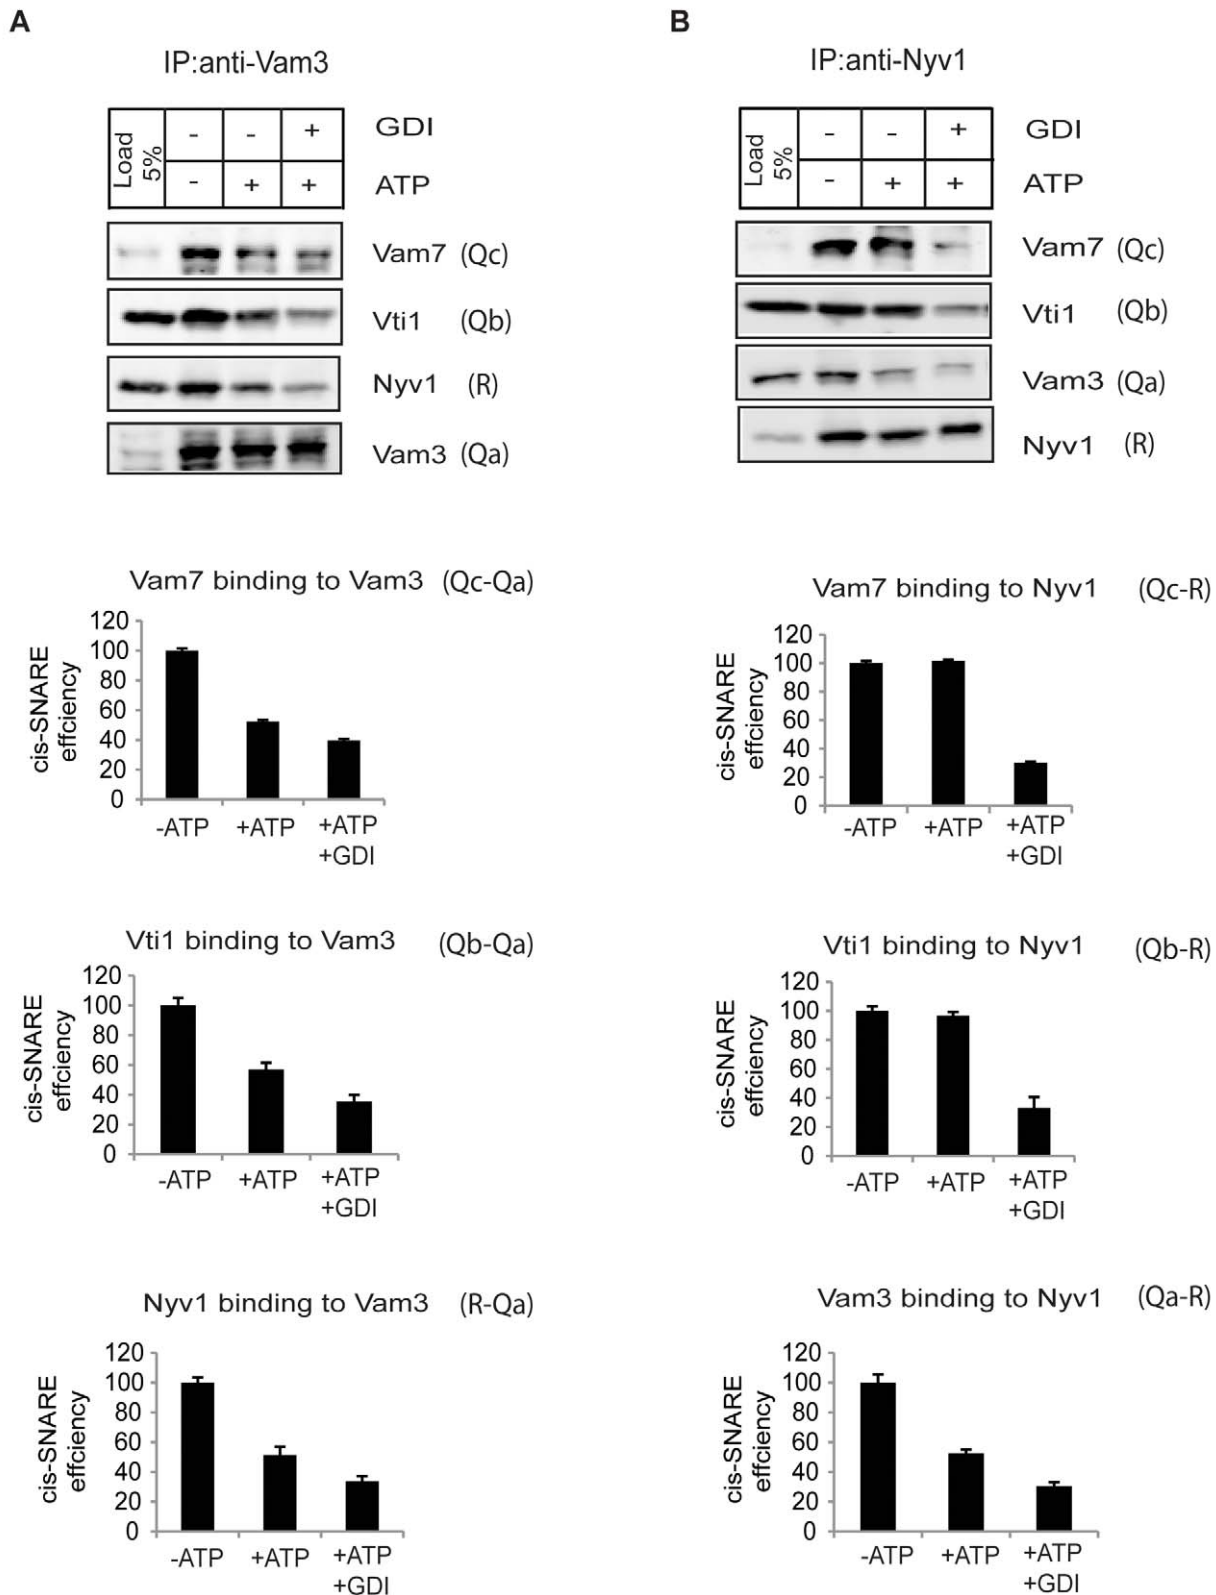 A
IP:anti-Vam3
Load 5%
- - + GDI
- + + ATP
Vam7 (Qc)
Vti1 (Qb)
Nyv1 (R)
Vam3 (Qa)
Vam7 binding to Vam3 (Qc-Qa)
cis-SNARE
effciency
120
100
80
60
40
20
0
-ATP +ATP +ATP
+GDI
Vti1 binding to Vam3 (Qb-Qa)
cis-SNARE
effciency
120
100
80
60
40
20
0
-ATP +ATP +ATP
+GDI
Nyv1 binding to Vam3 (R-Qa)
cis-SNARE
effciency
120
100
80
60
40
20
0
-ATP +ATP +ATP
+GDI
B
IP:anti-Nyv1
Load 5%
- - + GDI
- + + ATP
Vam7 (Qc)
Vti1 (Qb)
Vam3 (Qa)
Nyv1 (R)
Vam7 binding to Nyv1 (Qc-R)
cis-SNARE
effciency
120
100
80
60
40
20
0
-ATP +ATP +ATP
+GDI
Vti1 binding to Nyv1 (Qb-R)
cis-SNARE
effciency
120
100
80
60
40
20
0
-ATP +ATP +ATP
+GDI
Vam3 binding to Nyv1 (Qa-R)
cis-SNARE
effciency
120
100
80
60
40
20
0
-ATP +ATP +ATP
+GDI